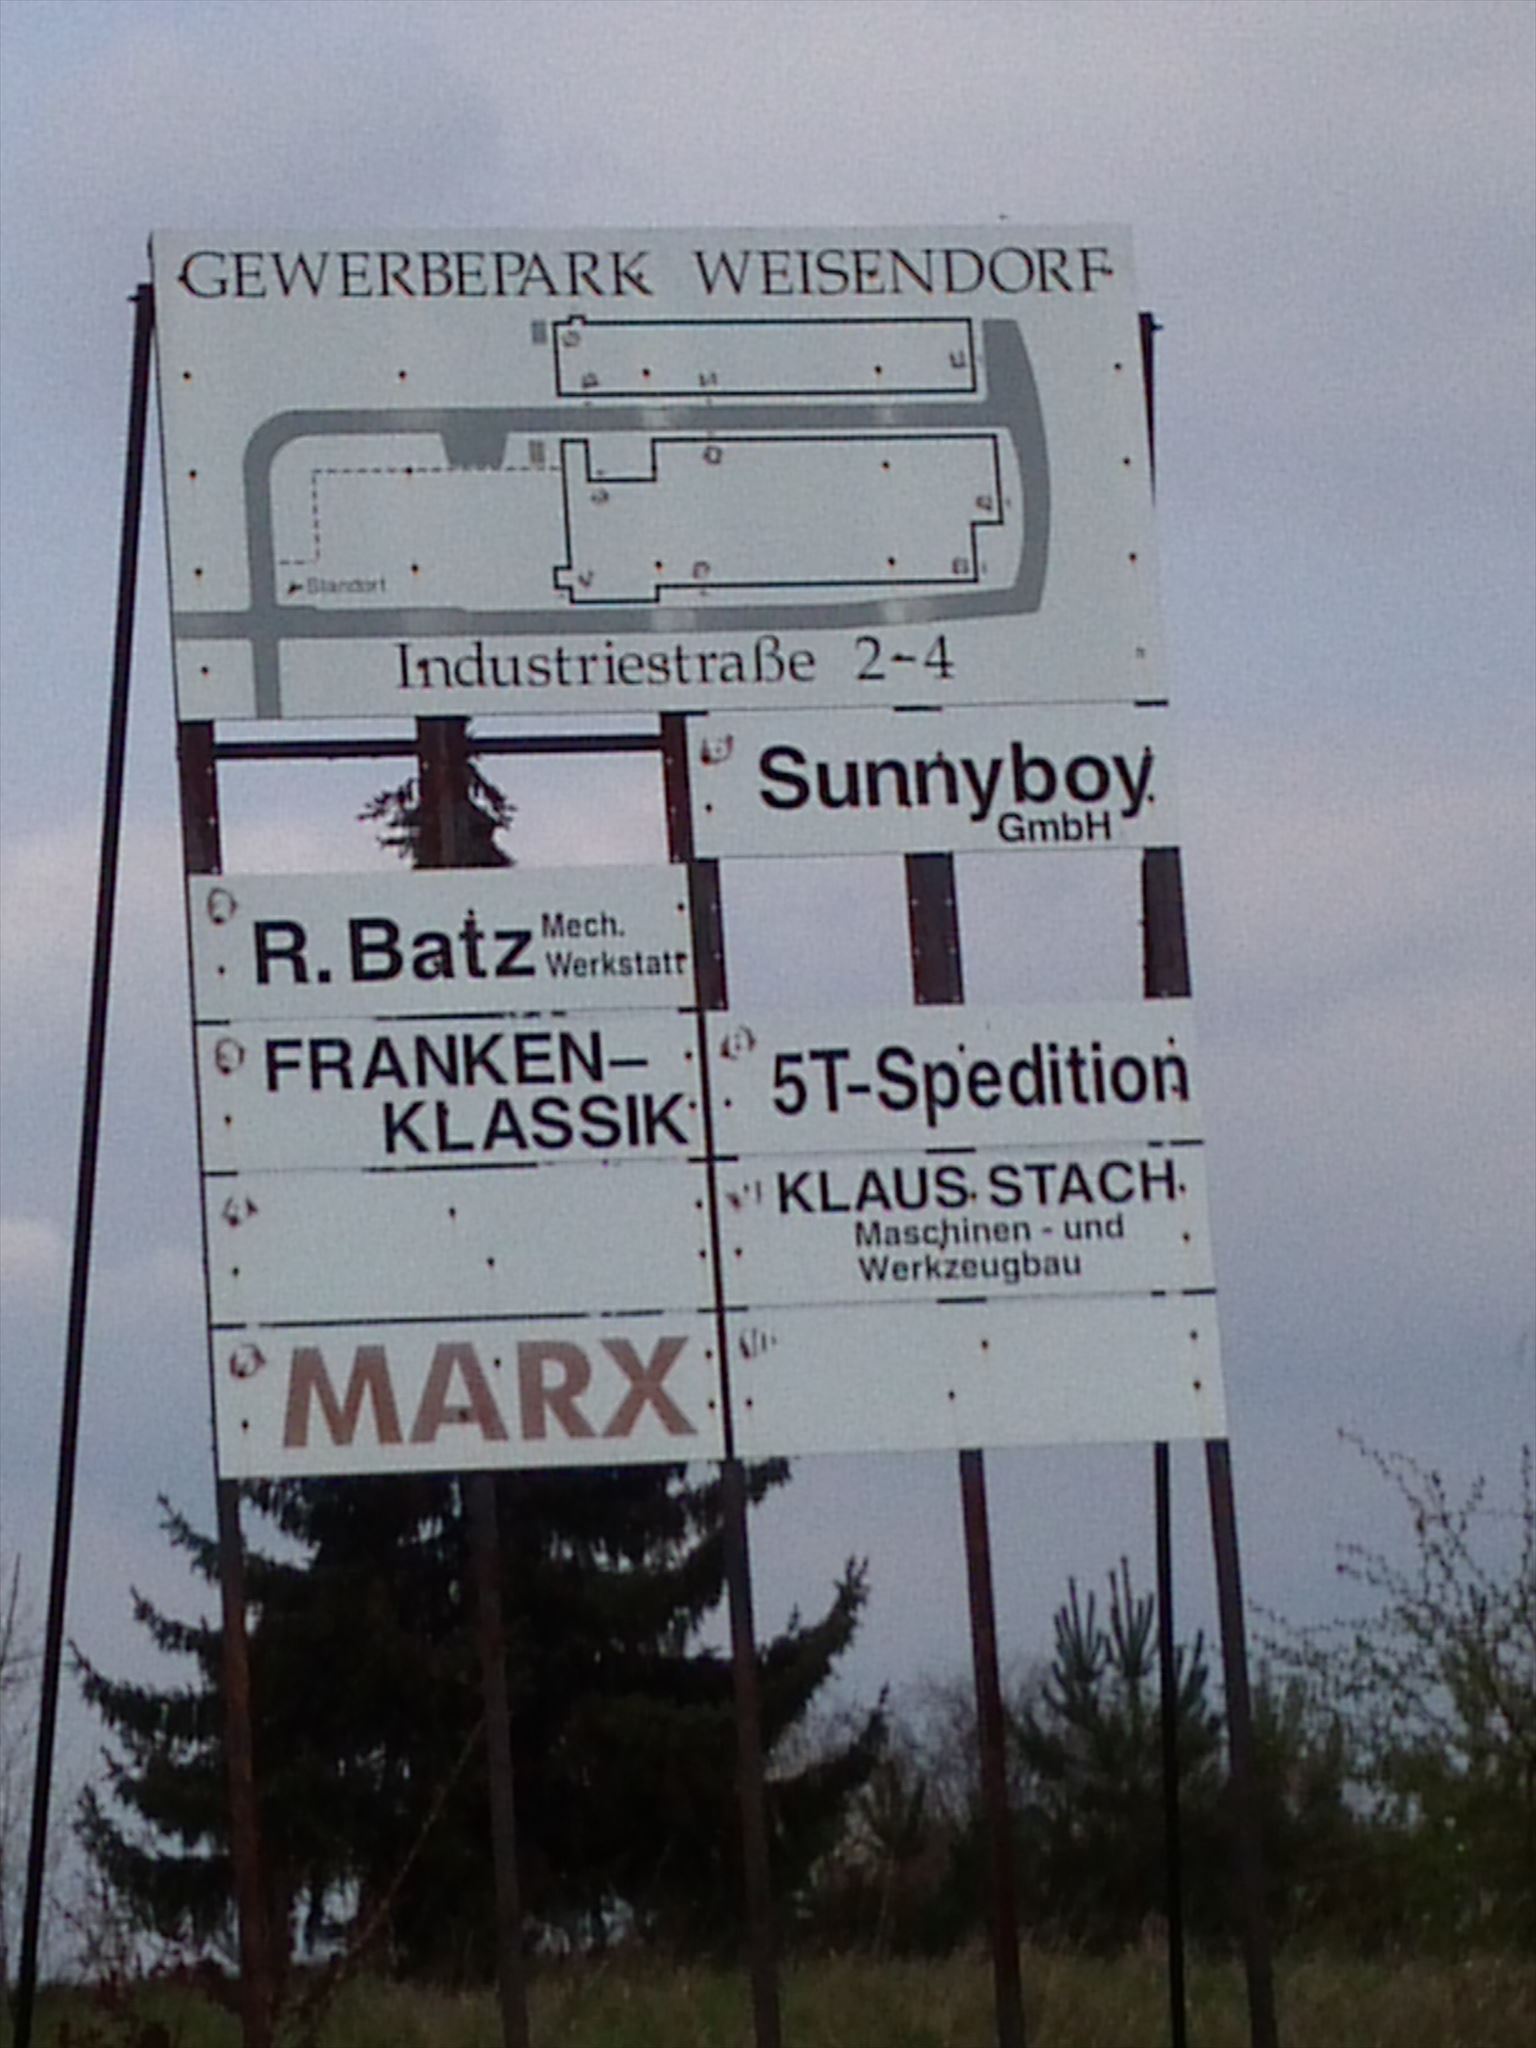 GEWERBEPARK WEISENDORF
Standort
Industriestraße 2-4
Sunnyboy
GmbH
R. Batz Mech.
Werkstatt
FRANKEN-
KLASSIK
5T-Spedition
KLAUS STACH
Maschinen - und
Werkzeugbau
MARX